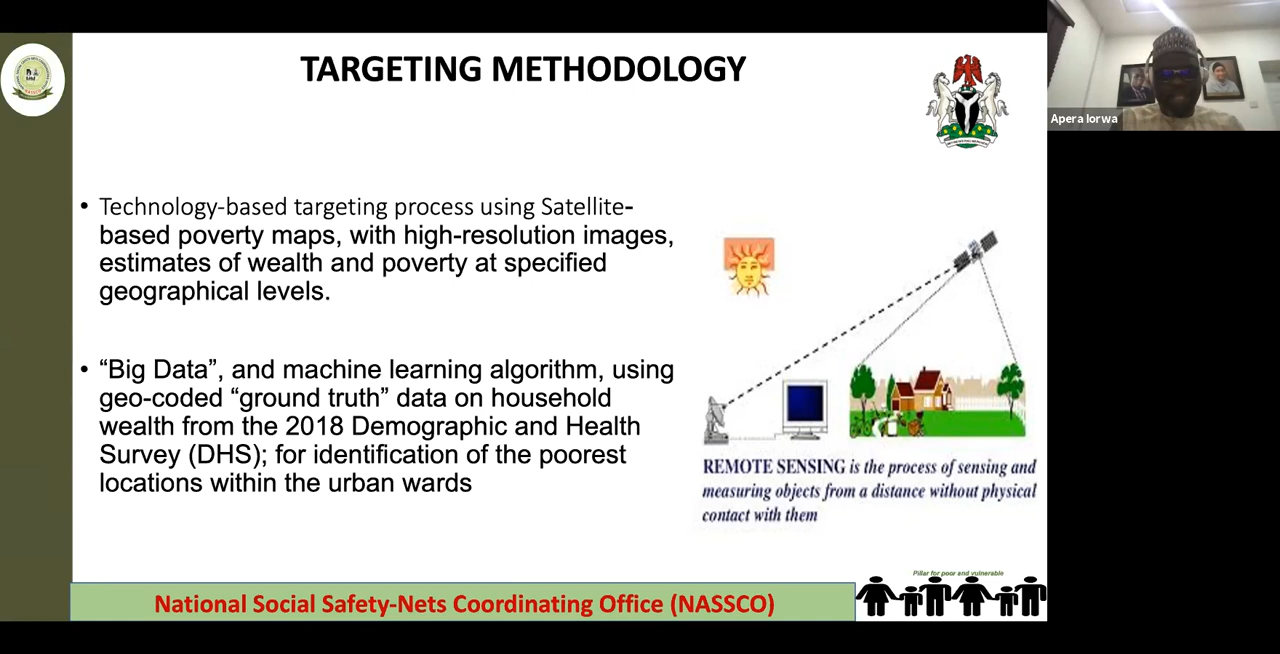 TARGETING METHODOLOGY
Apera Iorwa
• Technology-based targeting process using Satellite-
based poverty maps, with high-resolution images,
estimates of wealth and poverty at specified
geographical levels.
• “Big Data”, and machine learning algorithm, using
geo-coded “ground truth” data on household
wealth from the 2018 Demographic and Health
Survey (DHS); for identification of the poorest
locations within the urban wards
REMOTE SENSING is the process of sensing and
measuring objects from a distance without physical
contact with them
Pillar for poor and vulnerable
National Social Safety-Nets Coordinating Office (NASSCO)